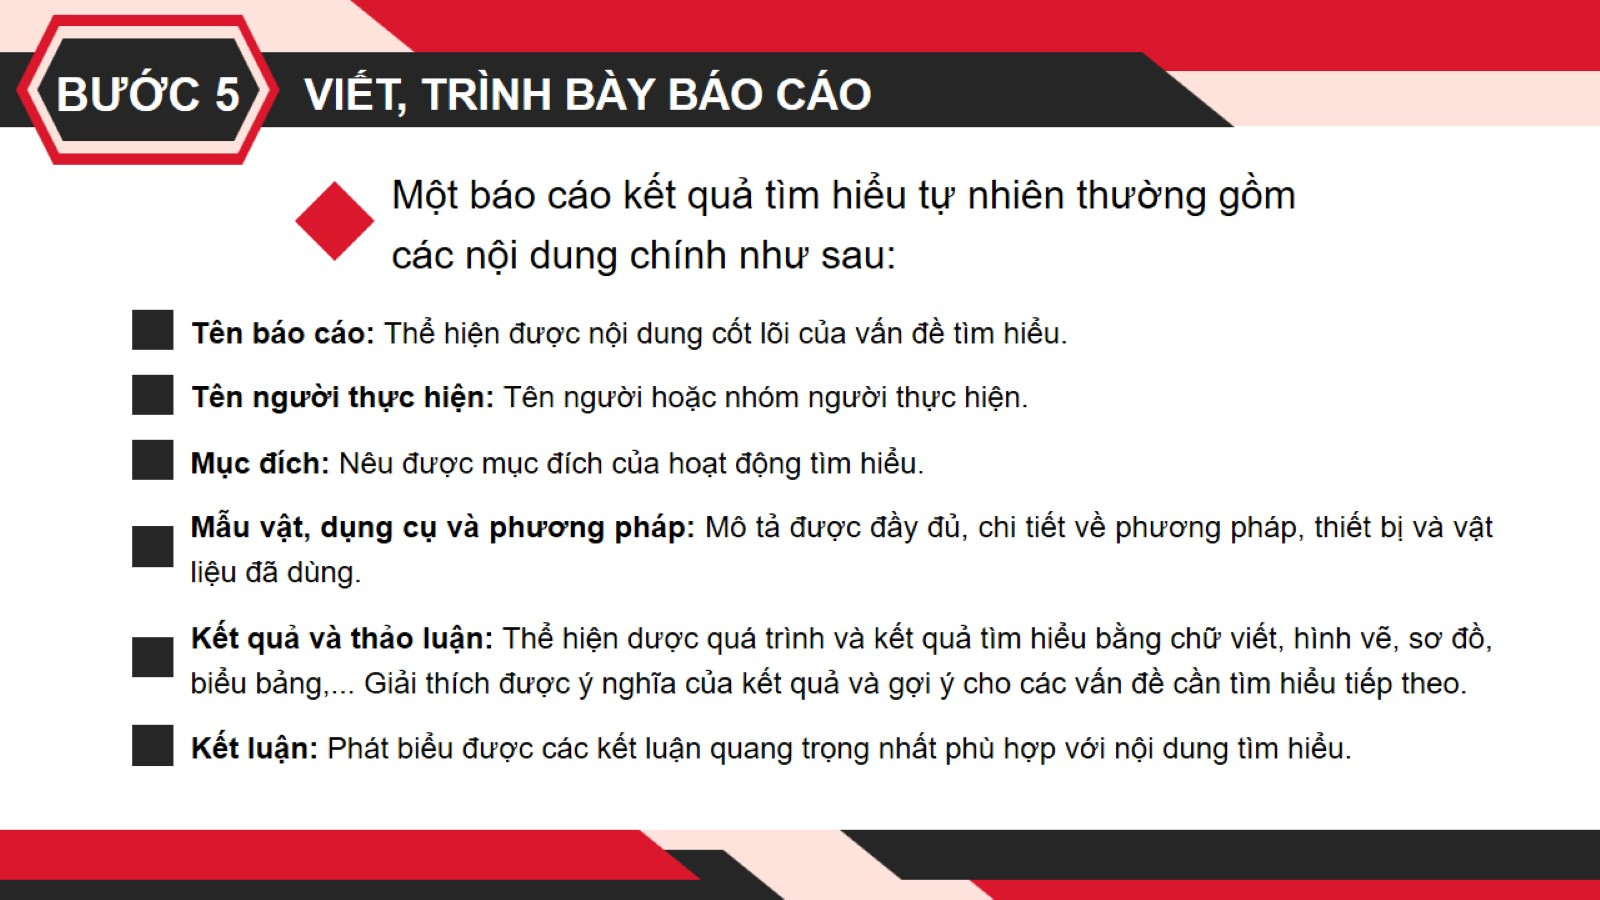 BƯỚC 5
VIẾT, TRÌNH BÀY BÁO CÁO
Một báo cáo kết quả tìm hiểu tự nhiên thường gồm
các nội dung chính như sau:
Tên báo cáo: Thể hiện được nội dung cốt lõi của vấn đề tìm hiểu.
Tên người thực hiện: Tên người hoặc nhóm người thực hiện.
Mục đích: Nêu được mục đích của hoạt động tìm hiểu.
Mẫu vật, dụng cụ và phương pháp: Mô tả được đầy đủ, chi tiết về phương pháp, thiết bị và vật
liệu đã dùng.
Kết quả và thảo luận: Thể hiện dược quá trình và kết quả tìm hiểu bằng chữ viết, hình vẽ, sơ đồ,
biểu bảng,... Giải thích được ý nghĩa của kết quả và gợi ý cho các vấn đề cần tìm hiểu tiếp theo.
Kết luận: Phát biểu được các kết luận quang trọng nhất phù hợp với nội dung tìm hiểu.